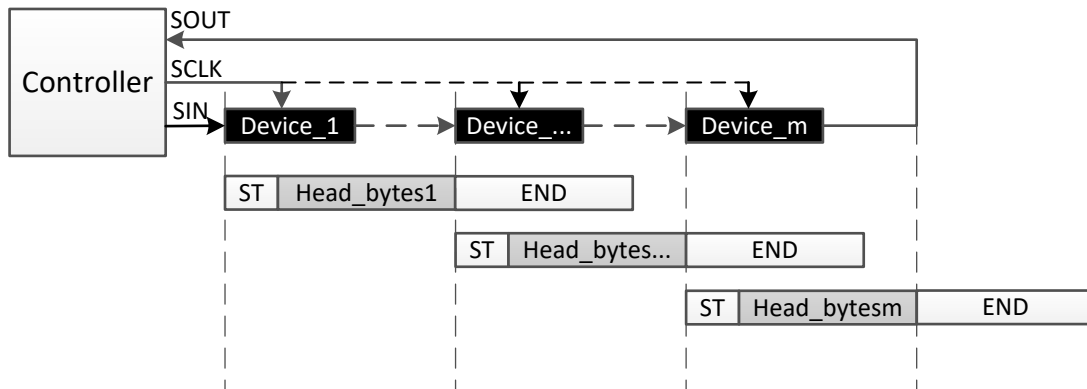 SOUT
Controller
SCLK
SIN
Device_1
Device_...
Device_m
ST Head_bytes1 END
ST Head_bytes... END
ST Head_bytesm END